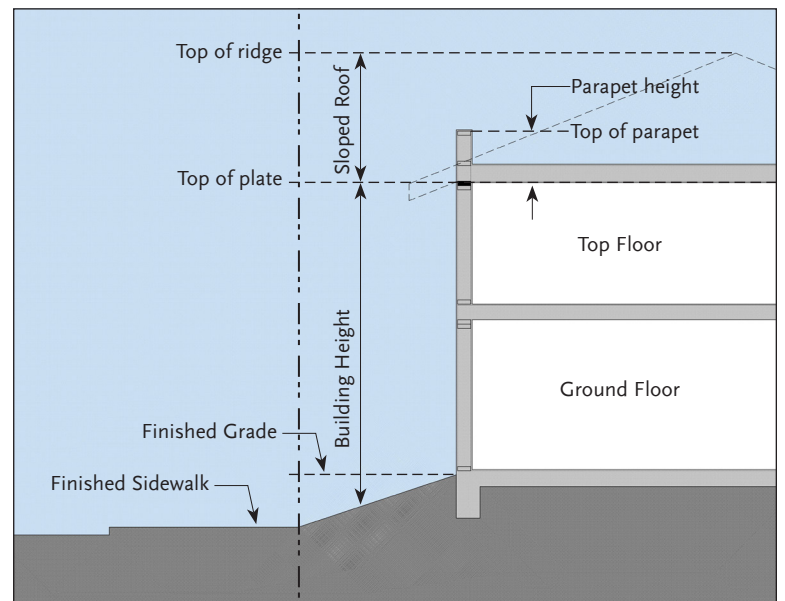 Top of ridge
Sloped Roof
Parapet height
Top of parapet
Top of plate
Top Floor
Building Height
Ground Floor
Finished Grade
Finished Sidewalk